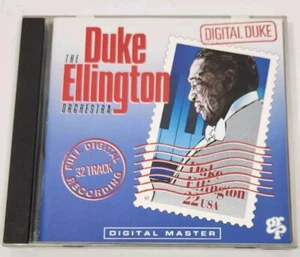 DIGITAL DUKE
THE
Duke
Ellington
ORCHESTRA
FULL DIGITAL
32 TRACK
RECORDING
Duke
Ellington
22 USA
DIGITAL MASTER
GRP